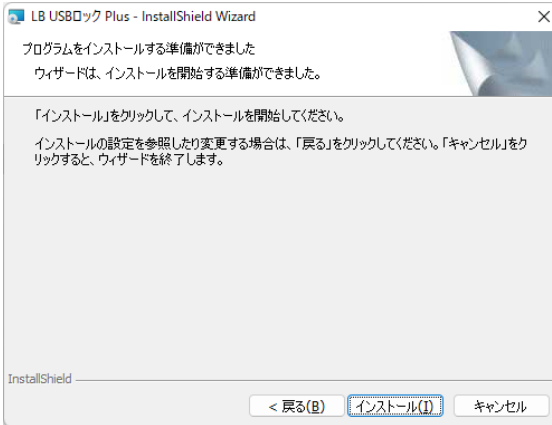 LB USBロック Plus - InstallShield Wizard
プログラムをインストールする準備ができました
ウィザードは、インストールを開始する準備ができました。
「インストール」をクリックして、インストールを開始してください。
インストールの設定を参照したり変更する場合は、「戻る」をクリックしてください。「キャンセル」をク
リックすると、ウィザードを終了します。
InstallShield
< 戻る(B) インストール(I) キャンセル